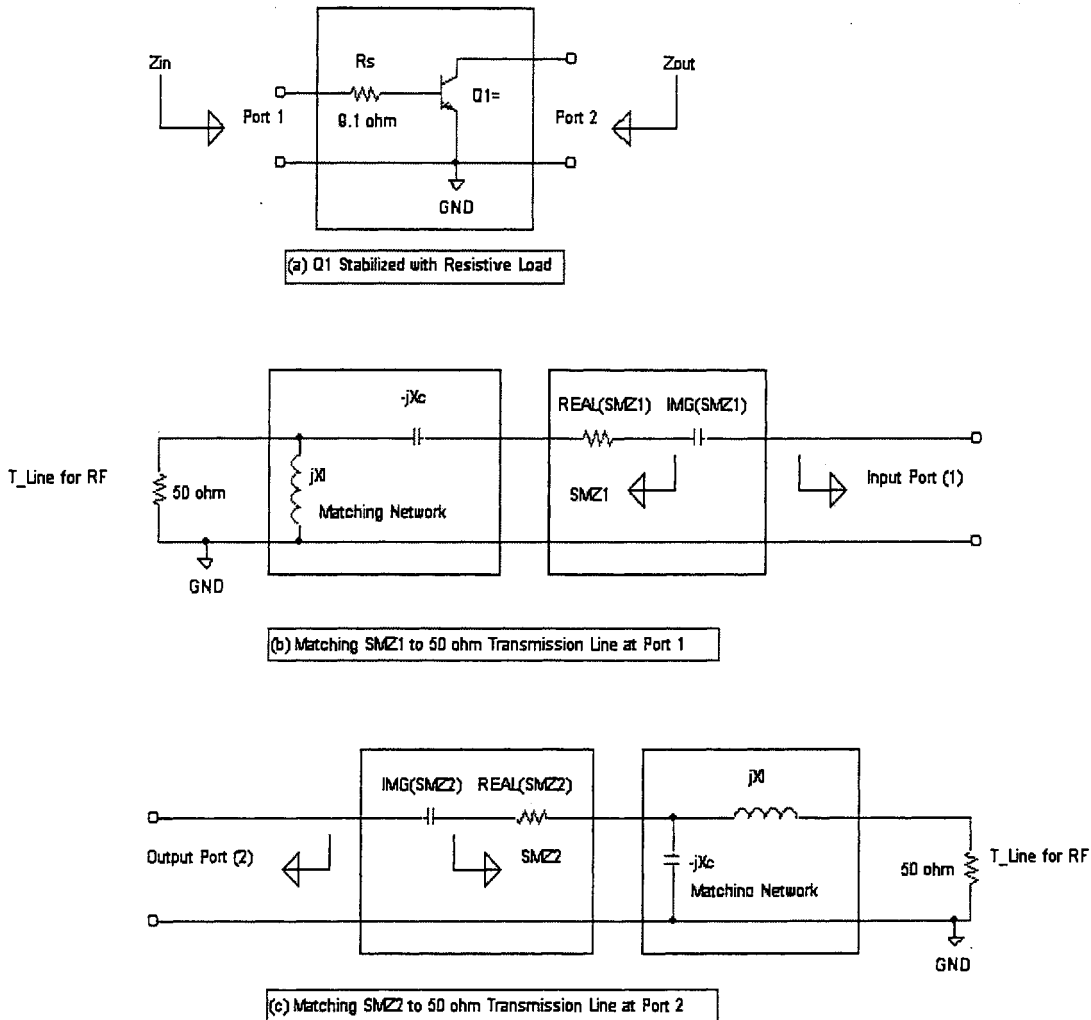 Zin
Rs
Zout
Port 1
Q1=
Port 2
9.1 ohm
GND
(a) Q1 Stabilized with Resistive Load
-jXc
REAL(SMZ1) IMG(SMZ1)
T_Line for RF
50 ohm
jXl
Matching Network
SMZ1
Input Port (1)
GND
(b) Matching SMZ1 to 50 ohm Transmission Line at Port 1
IMG(SMZ2) REAL(SMZ2)
jXl
Output Port (2)
SMZ2
-jXc
Matching Network
50 ohm
T_Line for RF
GND
(c) Matching SMZ2 to 50 ohm Transmission Line at Port 2